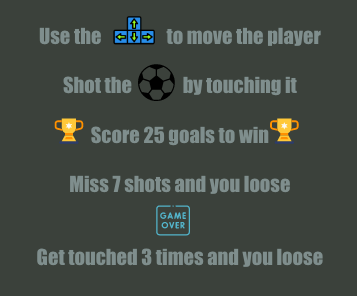 Use the to move the player
Shot the by touching it
Score 25 goals to win
Miss 7 shots and you loose
GAME
OVER
Get touched 3 times and you loose